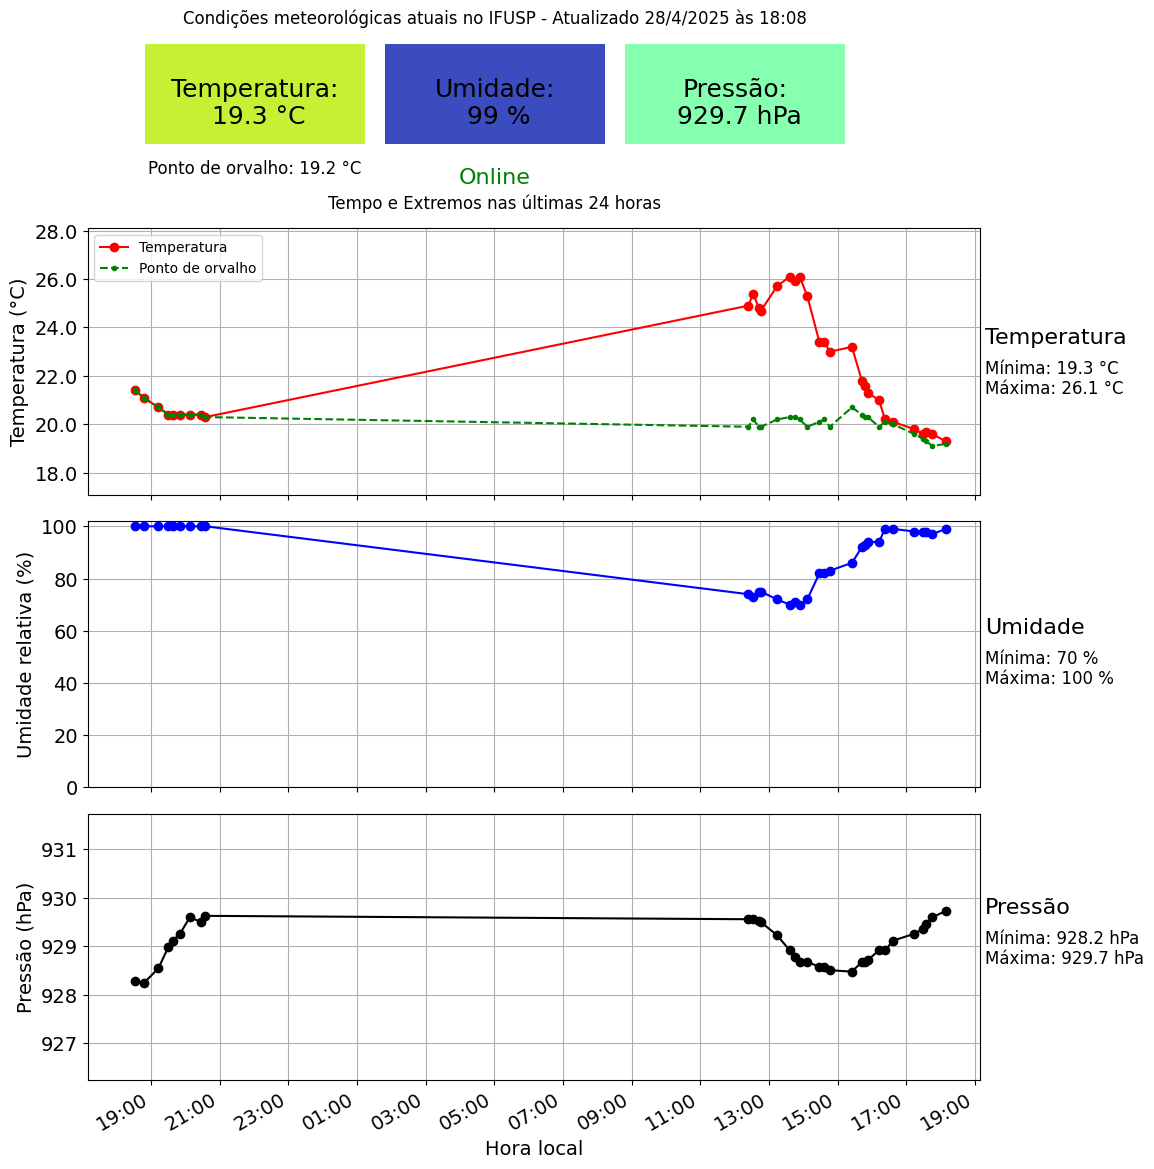 Condições meteorológicas atuais no IFUSP - Atualizado 28/4/2025 às 18:08
Temperatura:
19.3 °C
Umidade:
99 %
Pressão:
929.7 hPa
Ponto de orvalho: 19.2 °C
Online
Tempo e Extremos nas últimas 24 horas
Temperatura (°C)
28.0
26.0
24.0
22.0
20.0
18.0
Temperatura
Ponto de orvalho
Temperatura
Mínima: 19.3 °C
Máxima: 26.1 °C
Umidade relativa (%)
100
80
60
40
20
0
Umidade
Mínima: 70 %
Máxima: 100 %
Pressão (hPa)
931
930
929
928
927
Pressão
Mínima: 928.2 hPa
Máxima: 929.7 hPa
19:00 21:00 23:00 01:00 03:00 05:00 07:00 09:00 11:00 13:00 15:00 17:00 19:00
Hora local